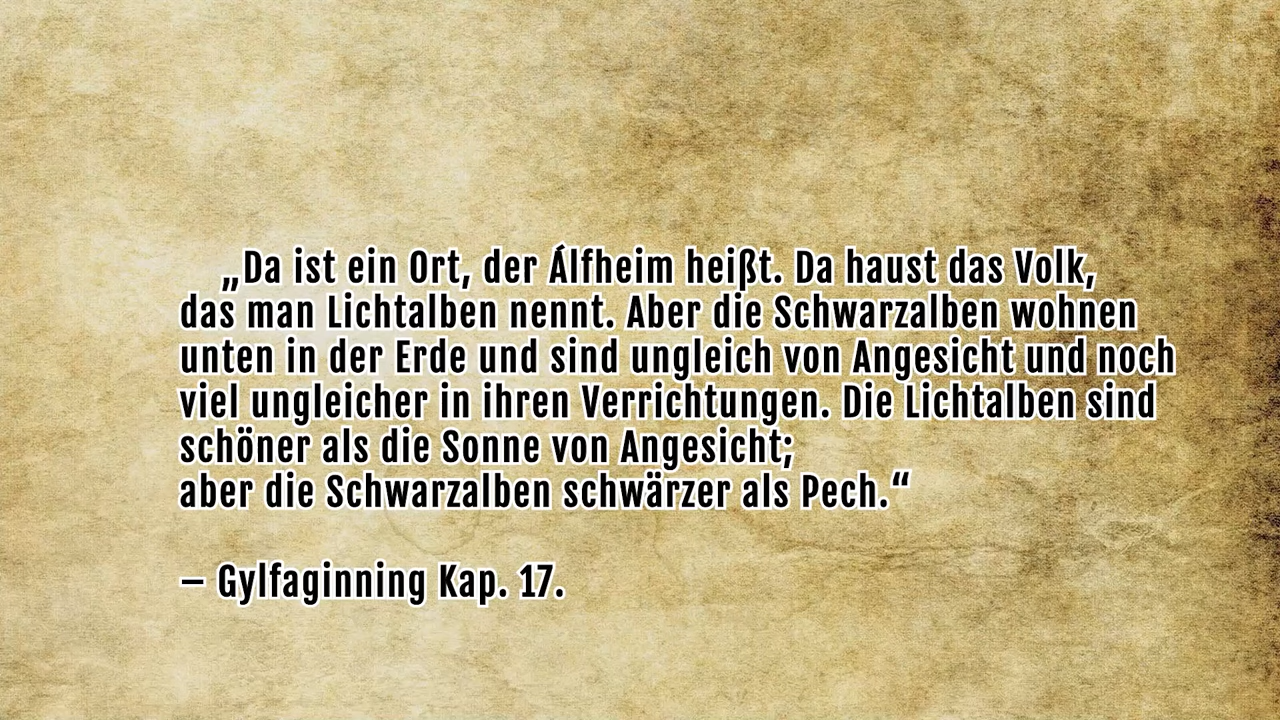 „Da ist ein Ort, der Álfheim heißt. Da haust das Volk,
das man Lichtalben nennt. Aber die Schwarzalben wohnen
unten in der Erde und sind ungleich von Angesicht und noch
viel ungleicher in ihren Verrichtungen. Die Lichtalben sind
schöner als die Sonne von Angesicht;
aber die Schwarzalben schwärzer als Pech.“
– Gylfaginning Kap. 17.